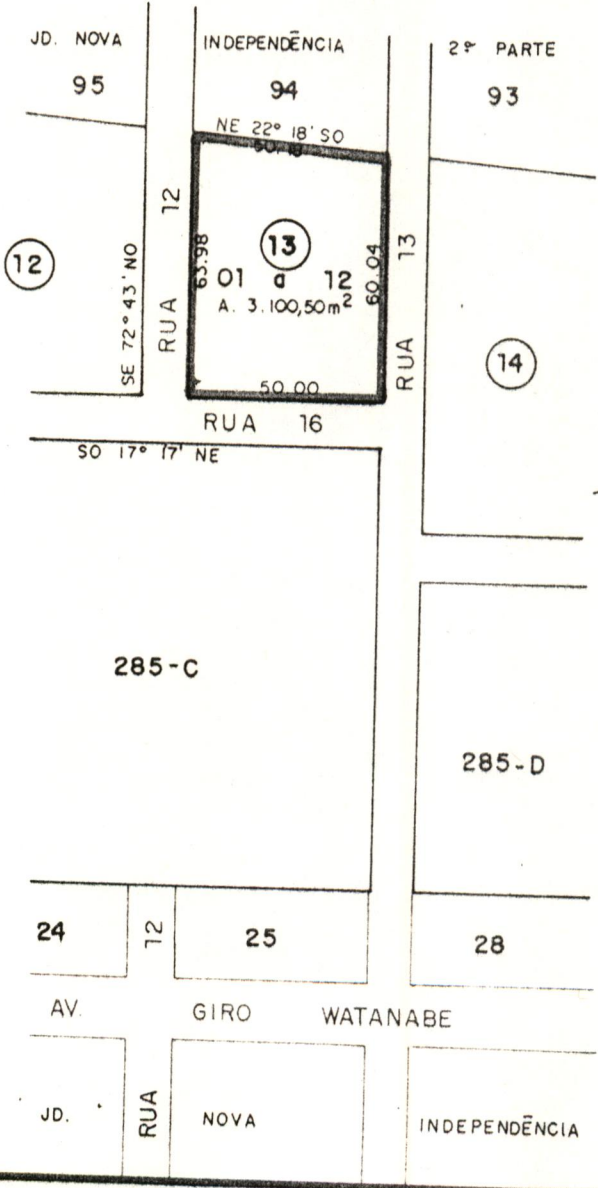 JD. NOVA INDEPENDÊNCIA 2ª PARTE
95 94 93
NE 22° 18' SO
12
RUA 12
SE 72° 43' NO
63.98
13
01 a 12
A. 3.100,50m²
60.04
RUA 13
14
50.00
RUA 16
SO 17° 17' NE
285-C
285-D
24
12
25
28
AV. GIRO WATANABE
JD.
RUA
NOVA
INDEPENDÊNCIA